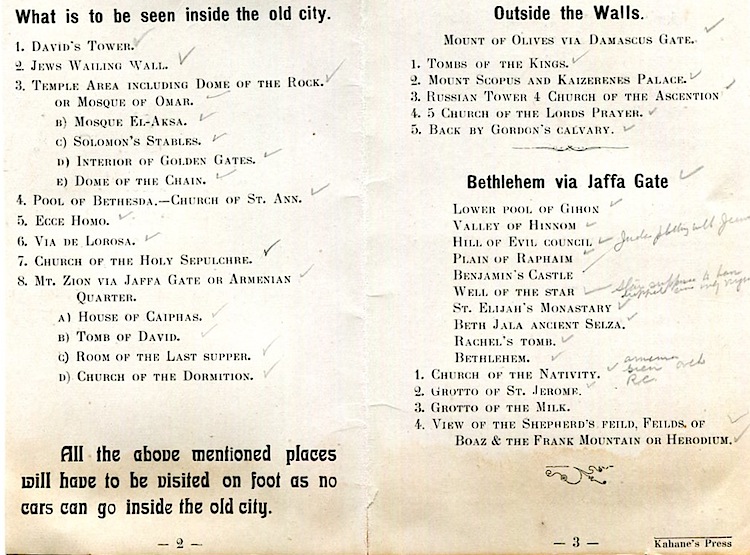 What is to be seen inside the old city.
1. David's Tower.
2. Jews Wailing Wall.
3. Temple Area including Dome of the Rock.
or Mosque of Omar.
B) Mosque El-Aksa.
C) Solomon's Stables.
D) Interior of Golden Gates.
E) Dome of the Chain.
4. Pool of Bethesda.—Church of St. Ann.
5. Ecce Homo.
6. Via de Lorosa.
7. Church of the Holy Sepulchre.
8. Mt. Zion via Jaffa Gate or Armenian
Quarter.
A) House of Caiphas.
B) Tomb of David.
C) Room of the Last supper.
D) Church of the Dormition.
All the above mentioned places
will have to be visited on foot as no
cars can go inside the old city.
— 2 —
Outside the Walls.
Mount of Olives via Damascus Gate.
1. Tombs of the Kings.
2. Mount Scopus and Kaizerenes Palace.
3. Russian Tower 4 Church of the Ascention
4. 5 Church of the Lords Prayer.
5. Back by Gordon's calvary.
Bethlehem via Jaffa Gate
Lower pool of Gihon
Valley of Hinnom
Hill of Evil council
Plain of Raphaim
Benjamin's Castle
Well of the star
St. Elijah's Monastary
Beth Jala ancient Selza.
Rachel's tomb.
Bethlehem.
1. Church of the Nativity.
2. Grotto of St. Jerome.
R.C.
3. Grotto of the Milk.
4. View of the Shepherd's feild, Feilds. of
Boaz & the Frank Mountain or Herodium.
— 3 —
Kahane's Press